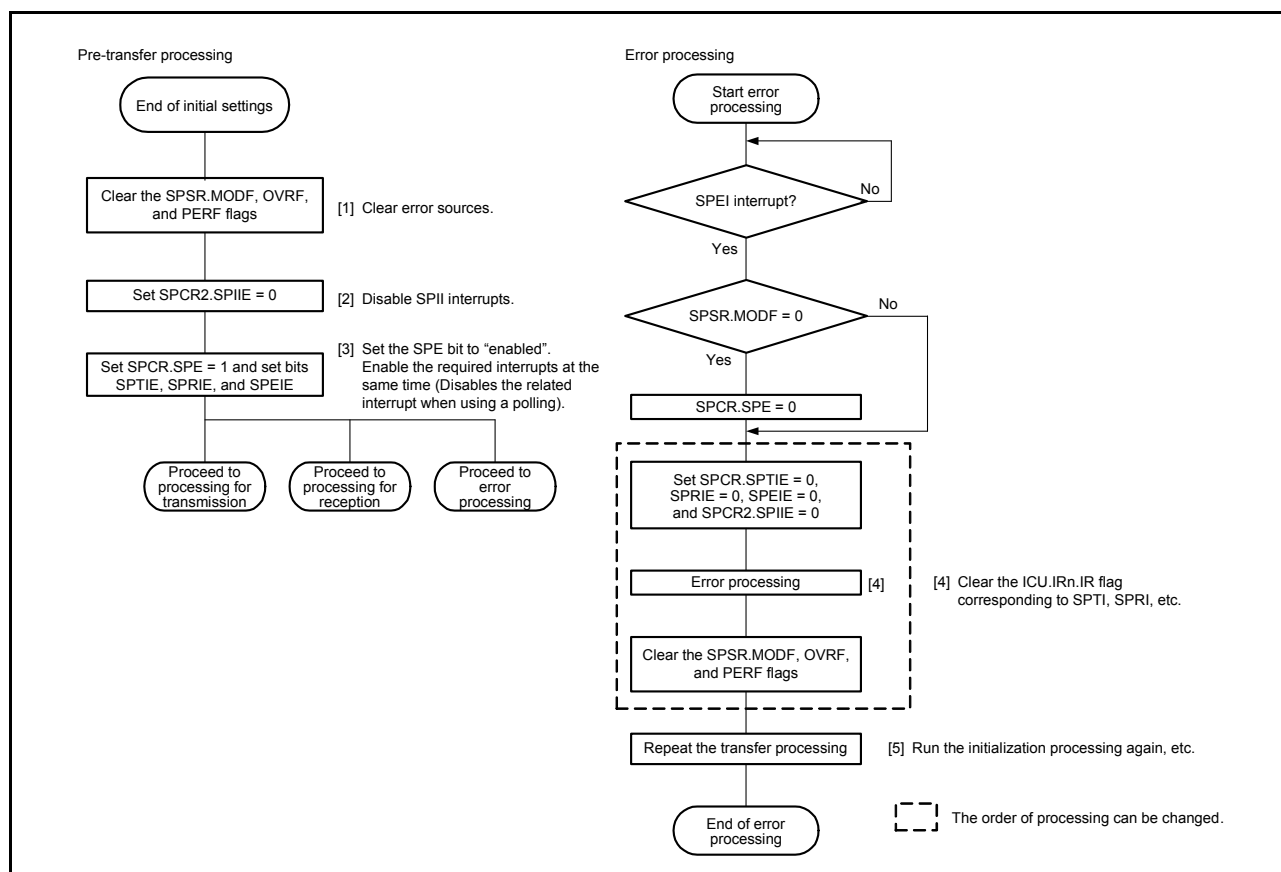 Pre-transfer processing
End of initial settings
Clear the SPSR.MODF, OVRF,
and PERF flags
[1] Clear error sources.
Set SPCR2.SPIIE = 0
[2] Disable SPII interrupts.
Set SPCR.SPE = 1 and set bits
SPTIE, SPRIE, and SPEIE
[3] Set the SPE bit to “enabled”.
Enable the required interrupts at the
same time (Disables the related
interrupt when using a polling).
Proceed to
processing for
transmission
Proceed to
processing for
reception
Proceed to
error
processing
Error processing
Start error
processing
SPEI interrupt?
No
Yes
SPSR.MODF = 0
No
Yes
SPCR.SPE = 0
Set SPCR.SPTIE = 0,
SPRIE = 0, SPEIE = 0,
and SPCR2.SPIIE = 0
Error processing
[4]
[4] Clear the ICU.IRn.IR flag
corresponding to SPTI, SPRI, etc.
Clear the SPSR.MODF, OVRF,
and PERF flags
Repeat the transfer processing
[5] Run the initialization processing again, etc.
End of error
processing
The order of processing can be changed.